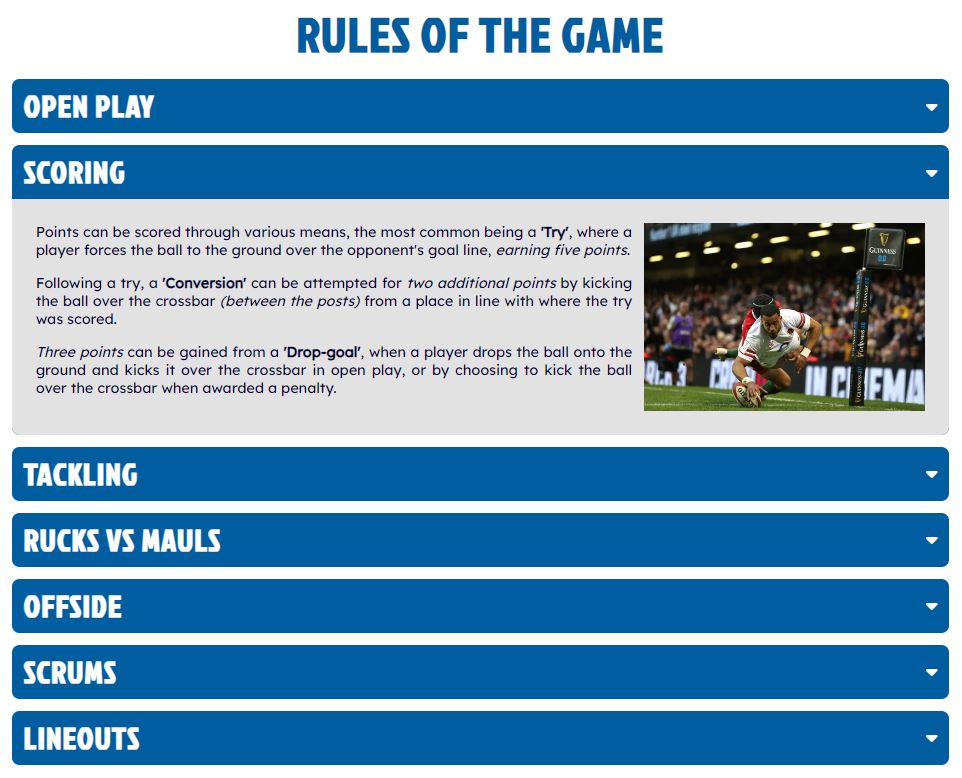 RULES OF THE GAME
OPEN PLAY
SCORING
Points can be scored through various means, the most common being a 'Try', where a
player forces the ball to the ground over the opponent's goal line, earning five points.
Following a try, a 'Conversion' can be attempted for two additional points by kicking
the ball over the crossbar (between the posts) from a place in line with where the try
was scored.
Three points can be gained from a 'Drop-goal', when a player drops the ball onto the
ground and kicks it over the crossbar in open play, or by choosing to kick the ball
over the crossbar when awarded a penalty.
GUINNESS
IN CINEMA
TACKLING
RUCKS VS MAULS
OFFSIDE
SCRUMS
LINEOUTS